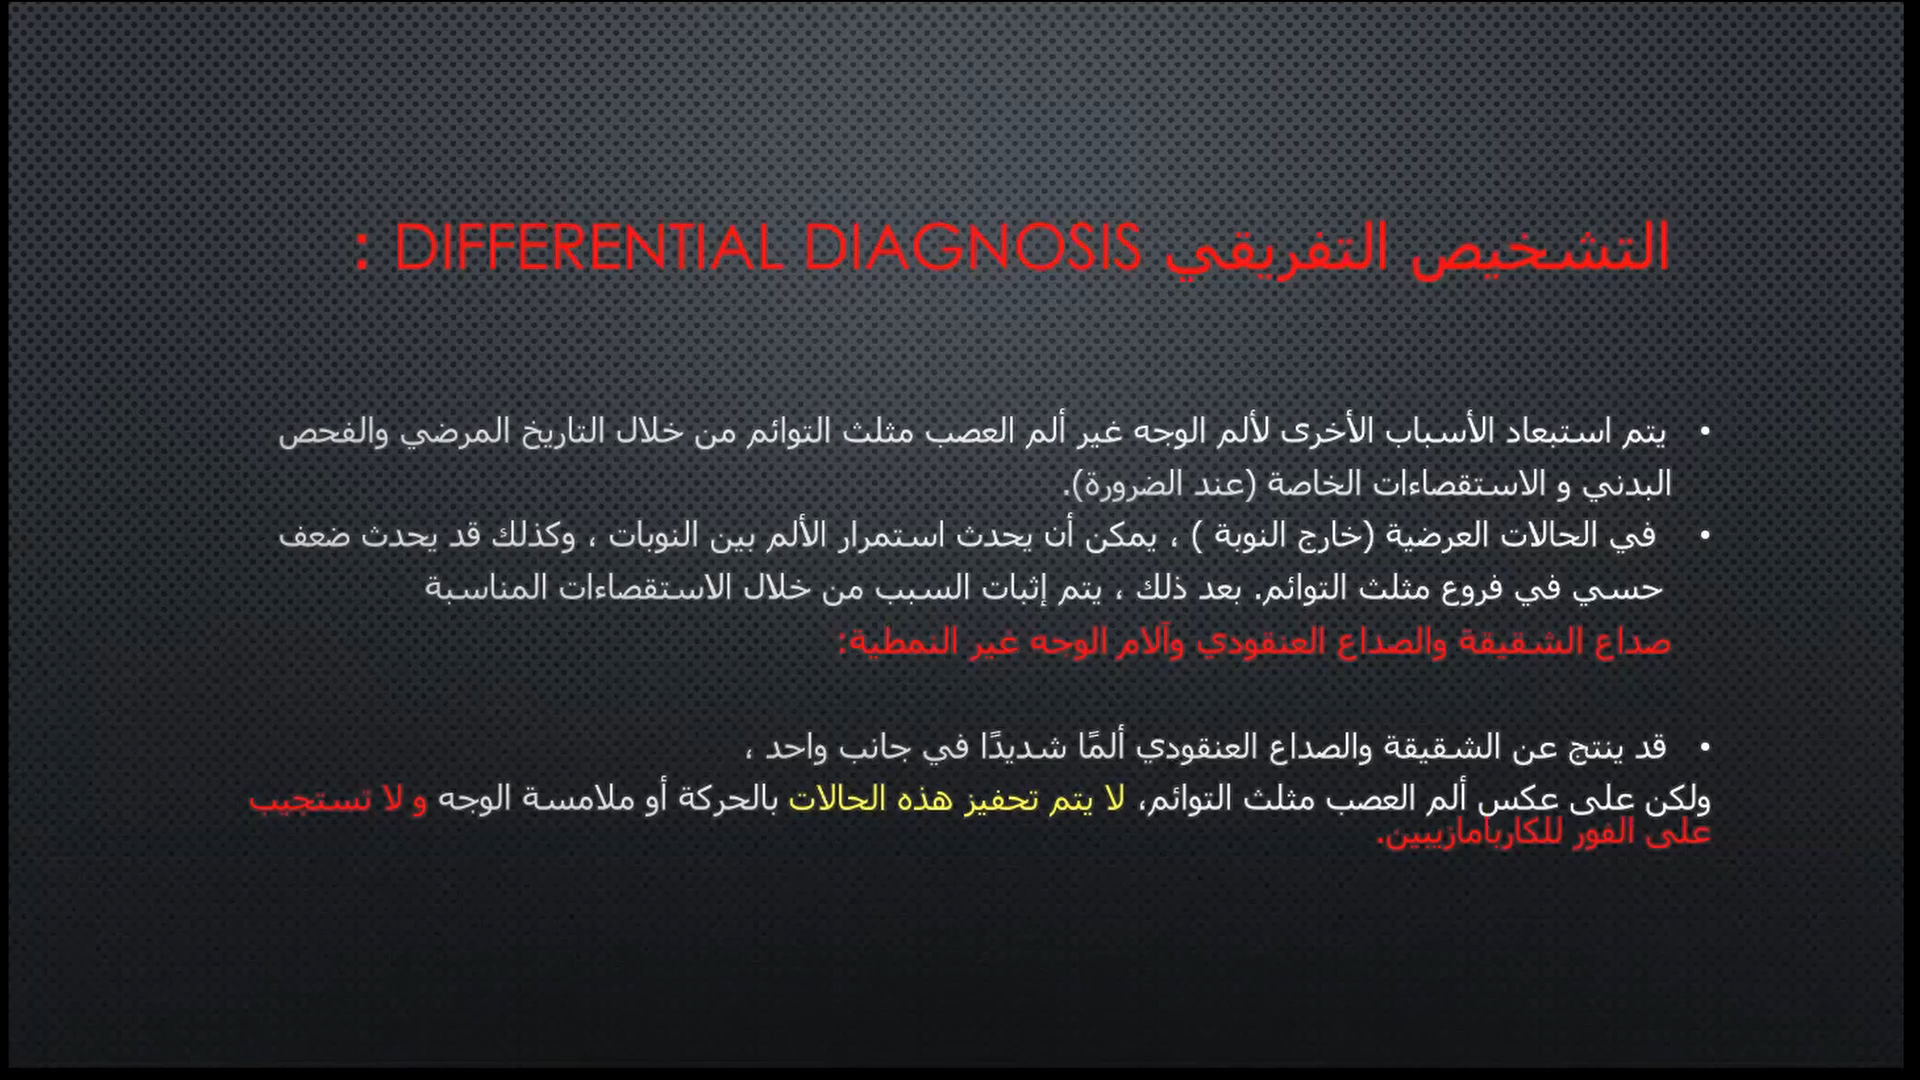 التشخيص التفريقي DIFFERENTIAL DIAGNOSIS :
• يتم استبعاد الأسباب الأخرى لألم الوجه غير ألم العصب مثلث التوائم من خلال التاريخ المرضي والفحص
البدني و الاستقصاءات الخاصة (عند الضرورة).
• في الحالات العرضية (خارج النوبة ) ، يمكن أن يحدث استمرار الألم بين النوبات ، وكذلك قد يحدث ضعف
حسي في فروع مثلث التوائم. بعد ذلك ، يتم إثبات السبب من خلال الاستقصاءات المناسبة
صداع الشقيقة والصداع العنقودي وآلام الوجه غير النمطية:
• قد ينتج عن الشقيقة والصداع العنقودي ألمًا شديدًا في جانب واحد ،
ولكن على عكس ألم العصب مثلث التوائم، لا يتم تحفيز هذه الحالات بالحركة أو ملامسة الوجه و لا تستجيب
على الفور للكاربامازيبين.